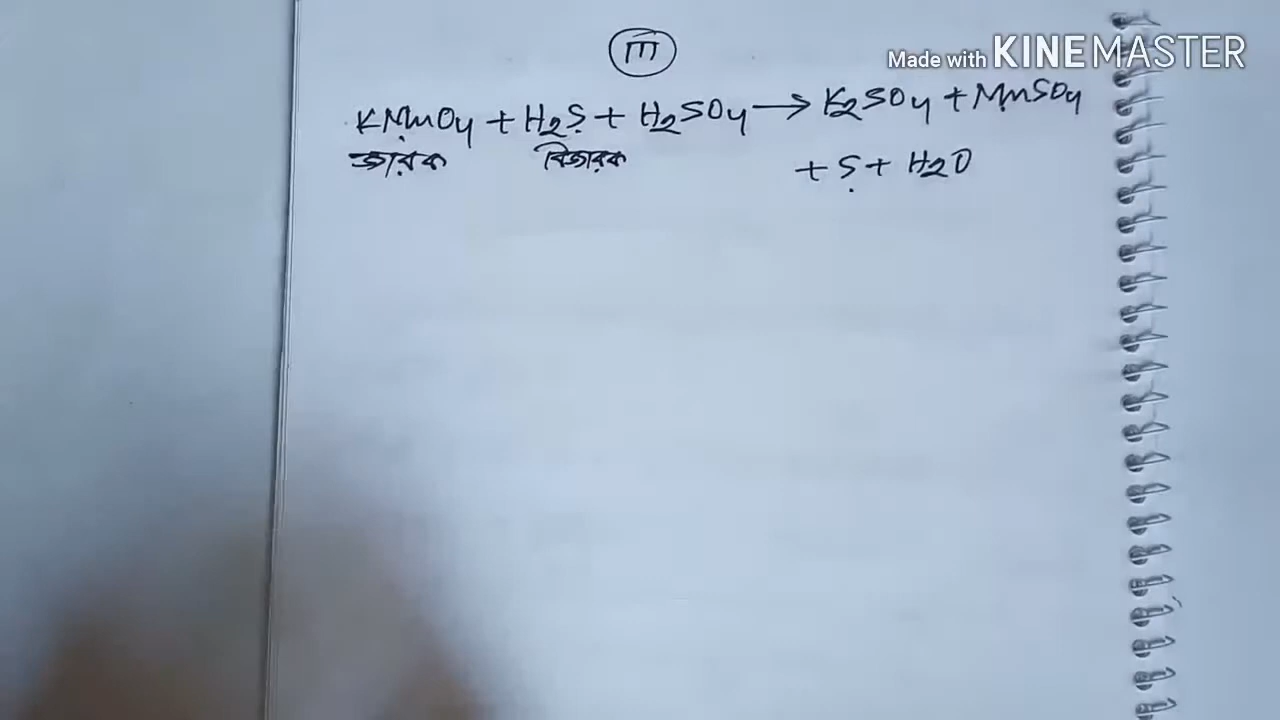 III
Made with KINEMASTER
KMnO4 + H2S + H2SO4 → K2SO4 + MnSO4
জারক বিজারক
+ S + H2O